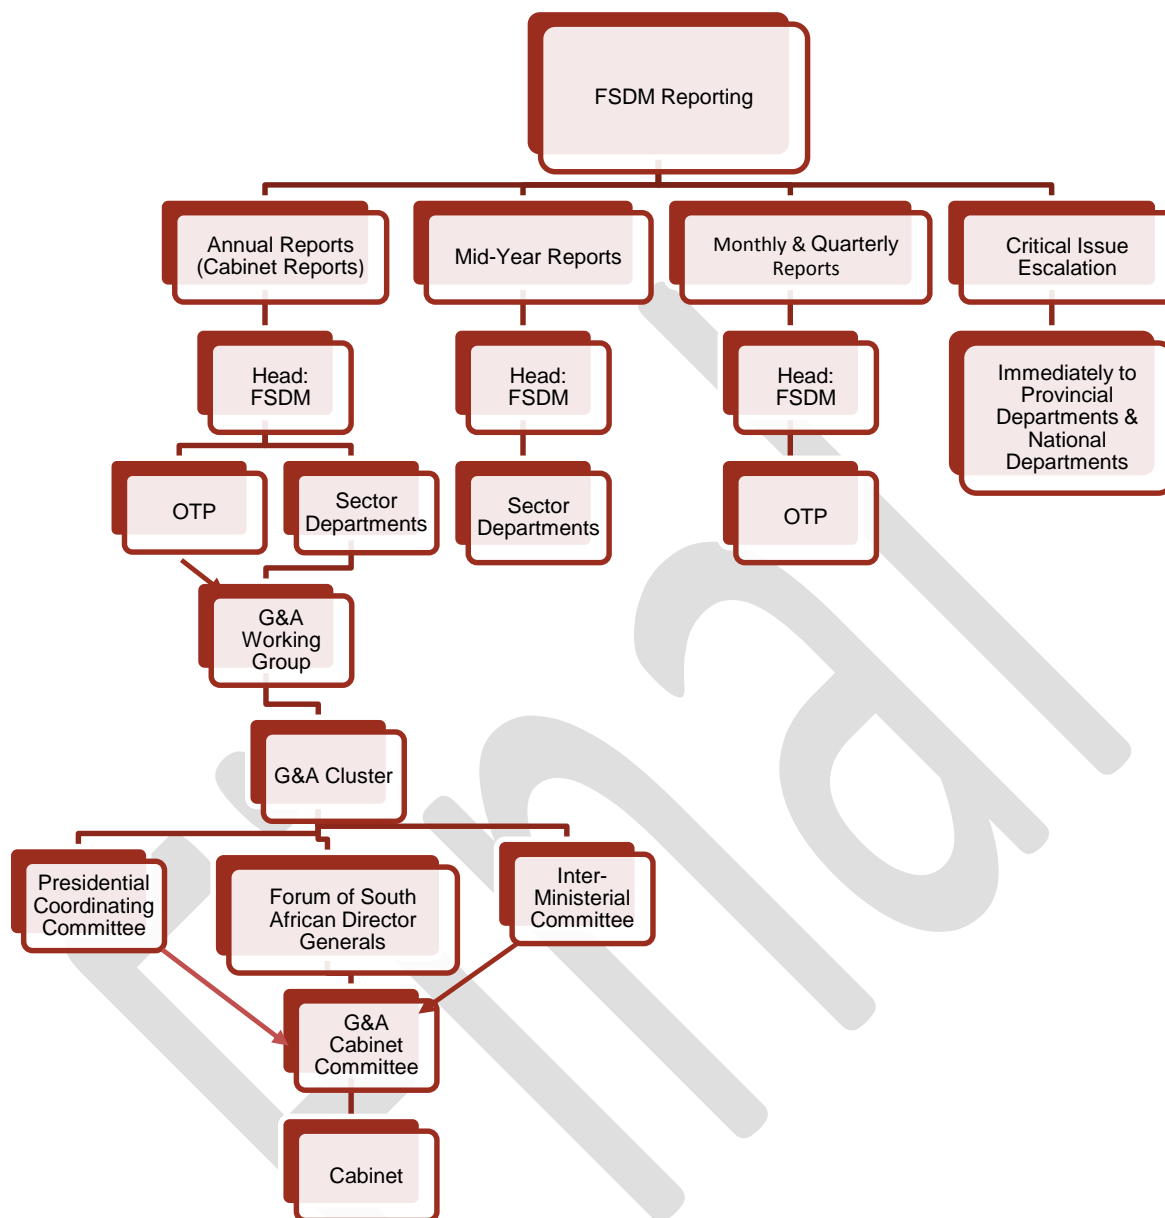 FSDM Reporting
Annual Reports
(Cabinet Reports)
Mid-Year Reports
Monthly & Quarterly
Reports
Critical Issue
Escalation
Head:
FSDM
Head:
FSDM
Head:
FSDM
Immediately to
Provincial
Departments &
National
Departments
OTP
Sector
Departments
Sector
Departments
OTP
G&A
Working
Group
G&A Cluster
Presidential
Coordinating
Committee
Forum of South
African Director
Generals
Inter-
Ministerial
Committee
G&A
Cabinet
Committee
Cabinet
Final